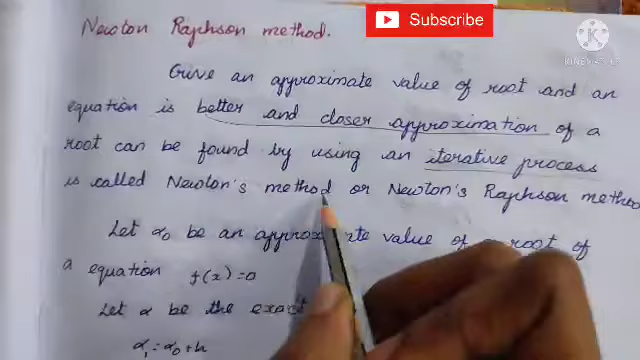 Newton Raphson method.
Subscribe
KINEMASTER
Give an approximate value of root and an
equation is better and closer approximation of a
root can be found by using an iterative process
is called Newton's method or Newton's Raphson method
Let α₀ be an approximate value of a root of
a equation f(x)=0
Let α be the exact
α₁=α₀+h